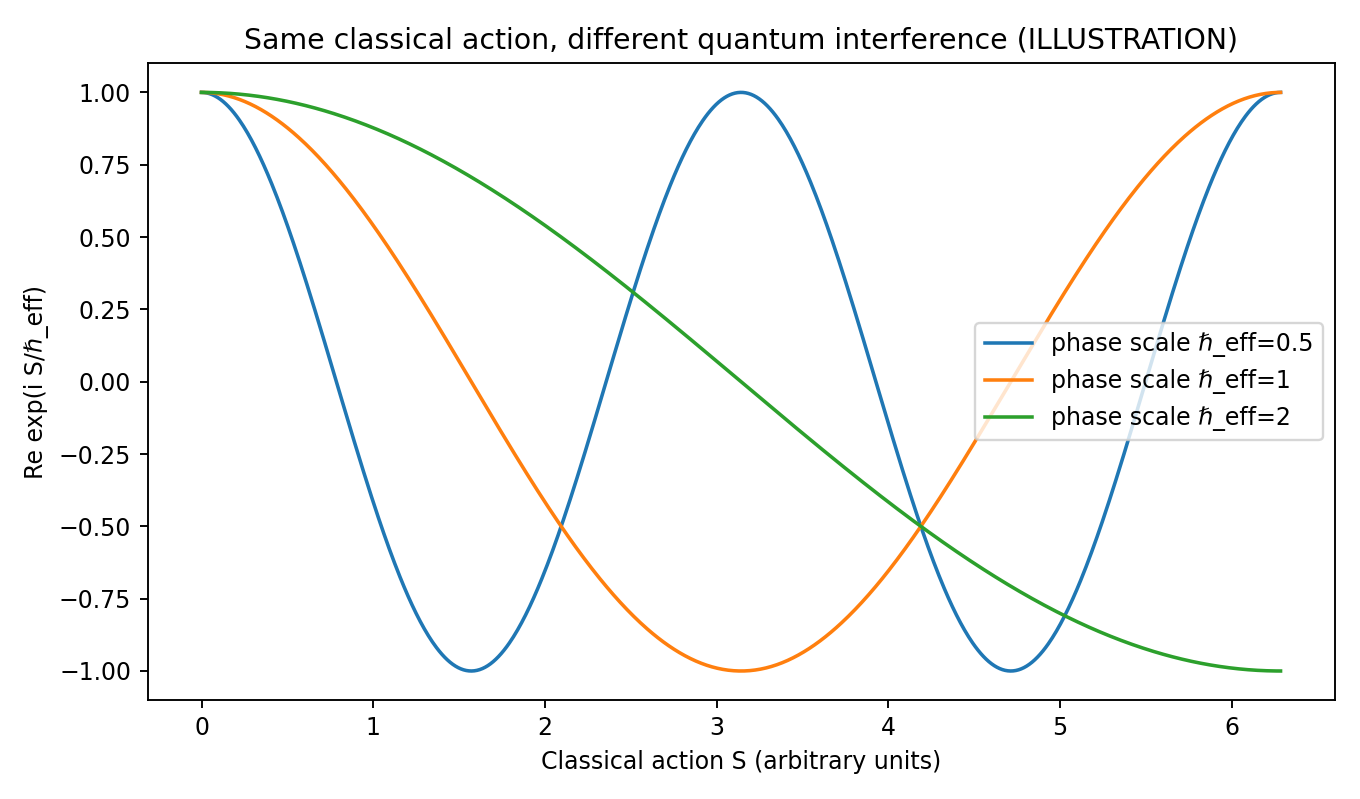 Same classical action, different quantum interference (ILLUSTRATION)
Re exp(i S/ℏ_eff)
1.00
0.75
0.50
0.25
0.00
−0.25
−0.50
−0.75
−1.00
phase scale ℏ_eff=0.5
phase scale ℏ_eff=1
phase scale ℏ_eff=2
0 1 2 3 4 5 6
Classical action S (arbitrary units)